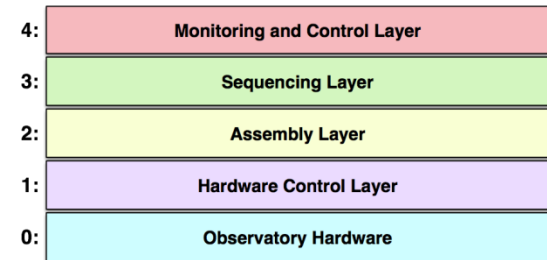 4: Monitoring and Control Layer
3: Sequencing Layer
2: Assembly Layer
1: Hardware Control Layer
0: Observatory Hardware